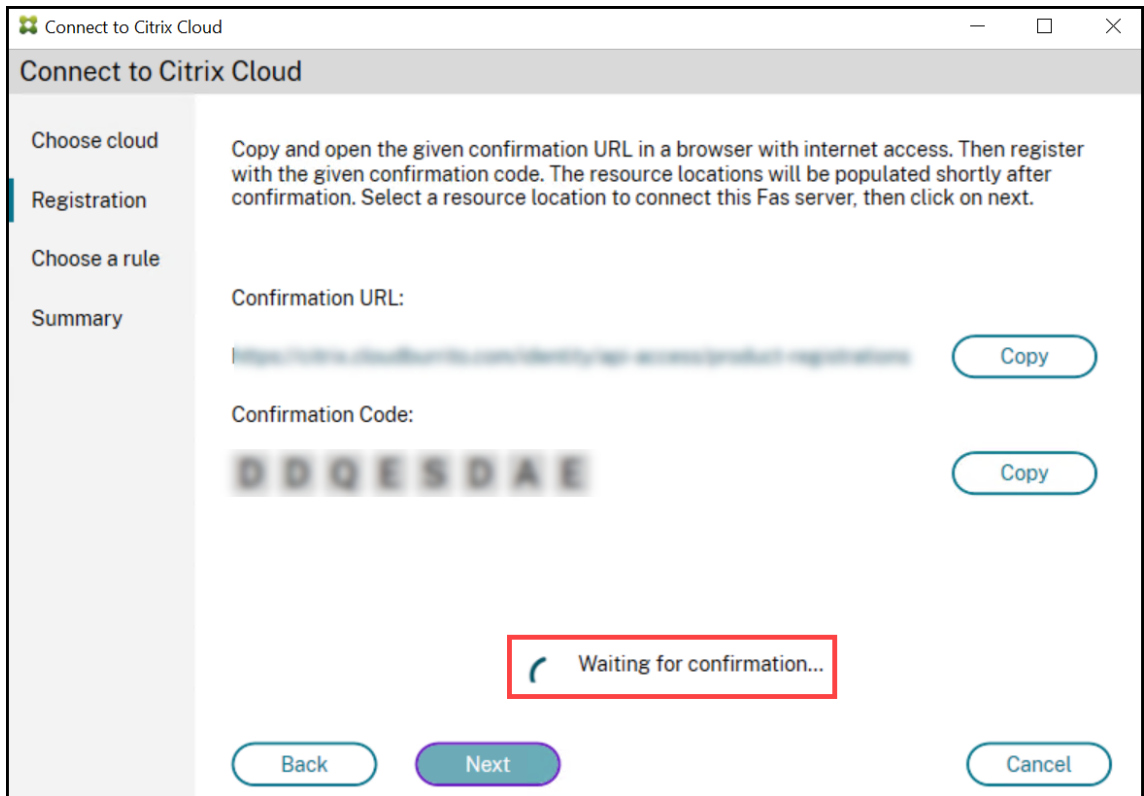 Connect to Citrix Cloud
Connect to Citrix Cloud
Choose cloud
Registration
Choose a rule
Summary
Copy and open the given confirmation URL in a browser with internet access. Then register
with the given confirmation code. The resource locations will be populated shortly after
confirmation. Select a resource location to connect this Fas server, then click on next.
Confirmation URL:
Copy
Confirmation Code:
Copy
Waiting for confirmation...
Back
Next
Cancel